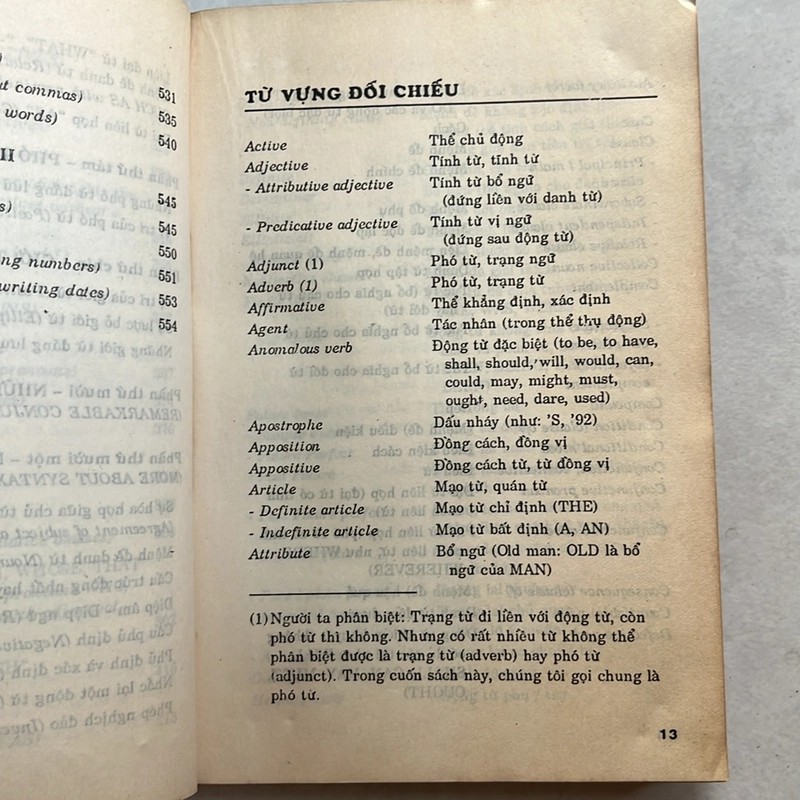 t commas) 531
words) 535
540
II
545
s) 545
550
ng numbers) 551
writing dates) 553
554
TỪ VỰNG ĐỐI CHIẾU
Active Thể chủ động
Adjective Tính từ, tĩnh từ
- Attributive adjective Tính từ bổ ngữ
(đứng liền với danh từ)
- Predicative adjective Tính từ vị ngữ
(đứng sau động từ)
Adjunct (1) Phó từ, trạng ngữ
Adverb (1) Phó từ, trạng từ
Affirmative Thể khẳng định, xác định
Agent Tác nhân (trong thể thụ động)
Anomalous verb Động từ đặc biệt (to be, to have,
shall, should, will, would, can,
could, may, might, must,
ought, need, dare, used)
Apostrophe Dấu nháy (như: 'S, '92)
Apposition Đồng cách, đồng vị
Appositive Đồng cách từ, từ đồng vị
Article Mạo từ, quán từ
- Definite article Mạo từ chỉ định (THE)
- Indefinite article Mạo từ bất định (A, AN)
Attribute Bổ ngữ (Old man: OLD là bổ
ngữ của MAN)
(1) Người ta phân biệt: Trạng từ đi liền với động từ, còn
phó từ thì không. Nhưng có rất nhiều từ không thể
phân biệt được là trạng từ (adverb) hay phó từ
(adjunct). Trong cuốn sách này, chúng tôi gọi chung là
phó từ.
13